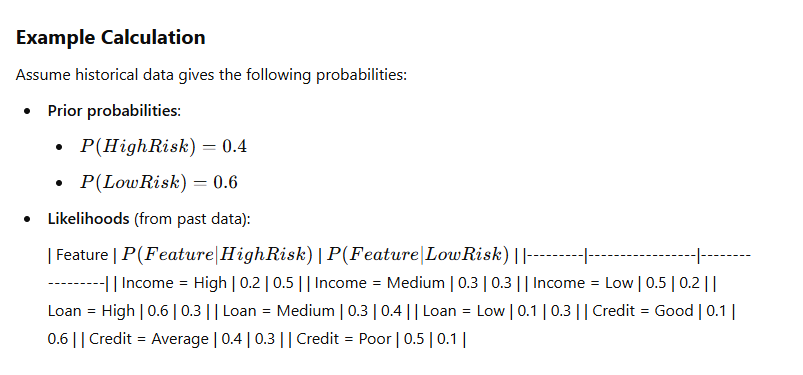 Example Calculation
Assume historical data gives the following probabilities:
• Prior probabilities:
• P(HighRisk) = 0.4
• P(LowRisk) = 0.6
• Likelihoods (from past data):
| Feature | P(Feature|HighRisk) | P(Feature|LowRisk) | |---------|-----------------|--------
---------| | Income = High | 0.2 | 0.5 | | Income = Medium | 0.3 | 0.3 | | Income = Low | 0.5 | 0.2 | |
Loan = High | 0.6 | 0.3 | | Loan = Medium | 0.3 | 0.4 | | Loan = Low | 0.1 | 0.3 | | Credit = Good | 0.1 |
0.6 | | Credit = Average | 0.4 | 0.3 | | Credit = Poor | 0.5 | 0.1 |